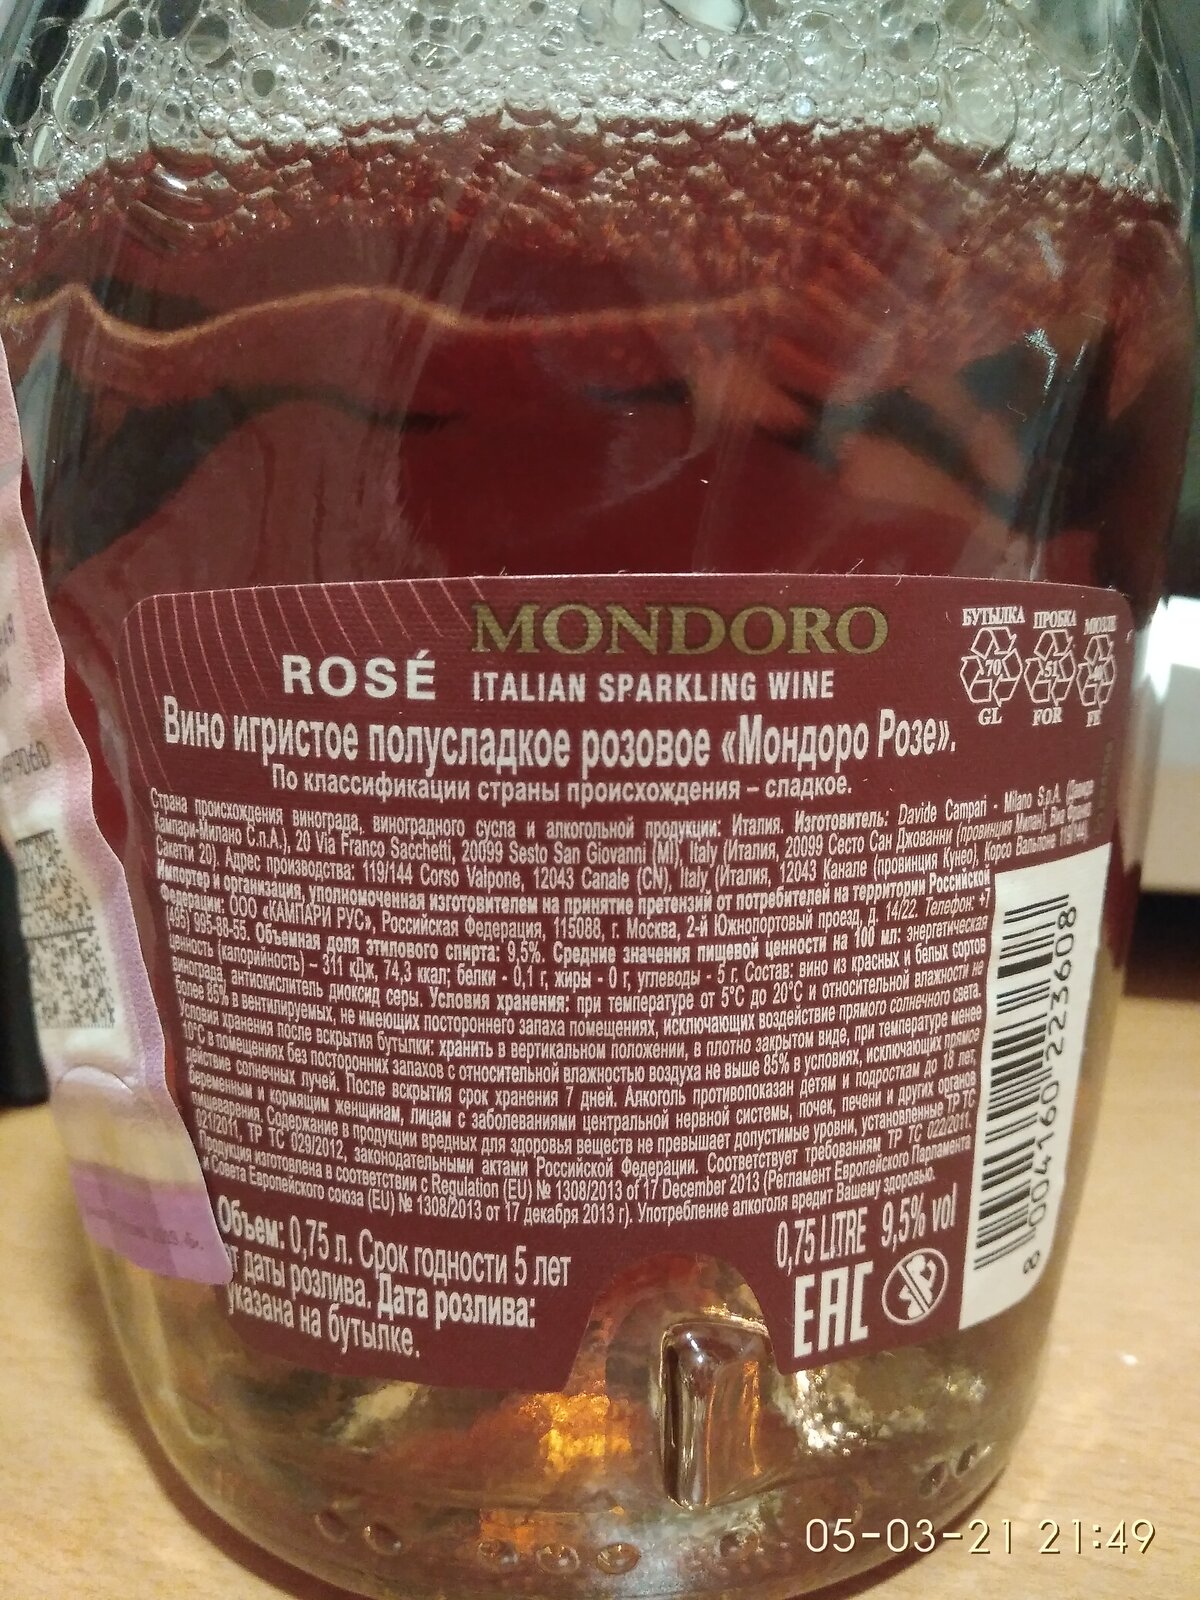 MONDORO
ROSÉ ITALIAN SPARKLING WINE
БУТЫЛКА ПРОБКА МЮЗЛЕ
70 51 40
GL FOR FE
Вино игристое полусладкое розовое «Мондоро Розе».
По классификации страны происхождения – сладкое.
Страна происхождения винограда, виноградного сусла и алкогольной продукции: Италия. Изготовитель: Davide Campari - Milano S.p.A. (Давиде
Кампари-Милано С.п.А.), 20 Via Franco Sacchetti, 20099 Sesto San Giovanni (MI), Italy (Италия, 20099 Сесто Сан Джованни (провинция Милан), Виа Франко
Сакетти 20). Адрес производства: 119/144 Corso Valpone, 12043 Canale (CN), Italy (Италия, 12043 Канале (провинция Кунео), Корсо Вальпоне 119/144)
Импортер и организация, уполномоченная изготовителем на принятие претензий от потребителей на территории Российской
Федерации: ООО «КАМПАРИ РУС», Российская Федерация, 115088, г. Москва, 2-й Южнопортовый проезд, д. 14/22. Телефон: +7
(485) 995-88-55. Объемная доля этилового спирта: 9,5%. Средние значения пищевой ценности на 100 мл: энергетическая
ценность (калорийность) – 311 кДж, 74,3 ккал; белки - 0,1 г, жиры - 0 г, углеводы - 5 г. Состав: вино из красных и белых сортов
винограда, антиокислитель диоксид серы. Условия хранения: при температуре от 5°С до 20°С и относительной влажности не
более 85% в вентилируемых, не имеющих постороннего запаха помещениях, исключающих воздействие прямого солнечного света.
Условия хранения после вскрытия бутылки: хранить в вертикальном положении, в плотно закрытом виде, при температуре менее
10°С в помещениях без посторонних запахов с относительной влажностью воздуха не выше 85% в условиях, исключающих прямое
действие солнечных лучей. После вскрытия срок хранения 7 дней. Алкоголь противопоказан детям и подросткам до 18 лет,
беременным и кормящим женщинам, лицам с заболеваниями центральной нервной системы, почек, печени и других органов
пищеварения. Содержание в продукции вредных для здоровья веществ не превышает допустимые уровни, установленные ТР ТС
021/2011, ТР ТС 029/2012, законодательными актами Российской Федерации. Соответствует требованиям ТР ТС 022/2011.
Продукция изготовлена в соответствии с Regulation (EU) № 1308/2013 of 17 December 2013 (Регламент Европейского Парламента
и Совета Европейского союза (EU) № 1308/2013 от 17 декабря 2013 г). Употребление алкоголя вредит Вашему здоровью.
Объем: 0,75 л. Срок годности 5 лет
от даты розлива. Дата розлива:
указана на бутылке.
0,75 LITRE 9,5% vol
EAC
8 004160 223608
05-03-21 21:49